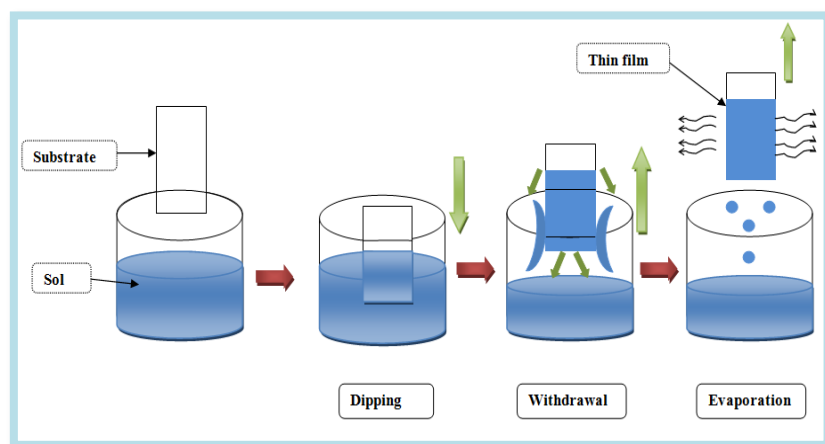 Thin film
Substrate
Sol
Dipping
Withdrawal
Evaporation